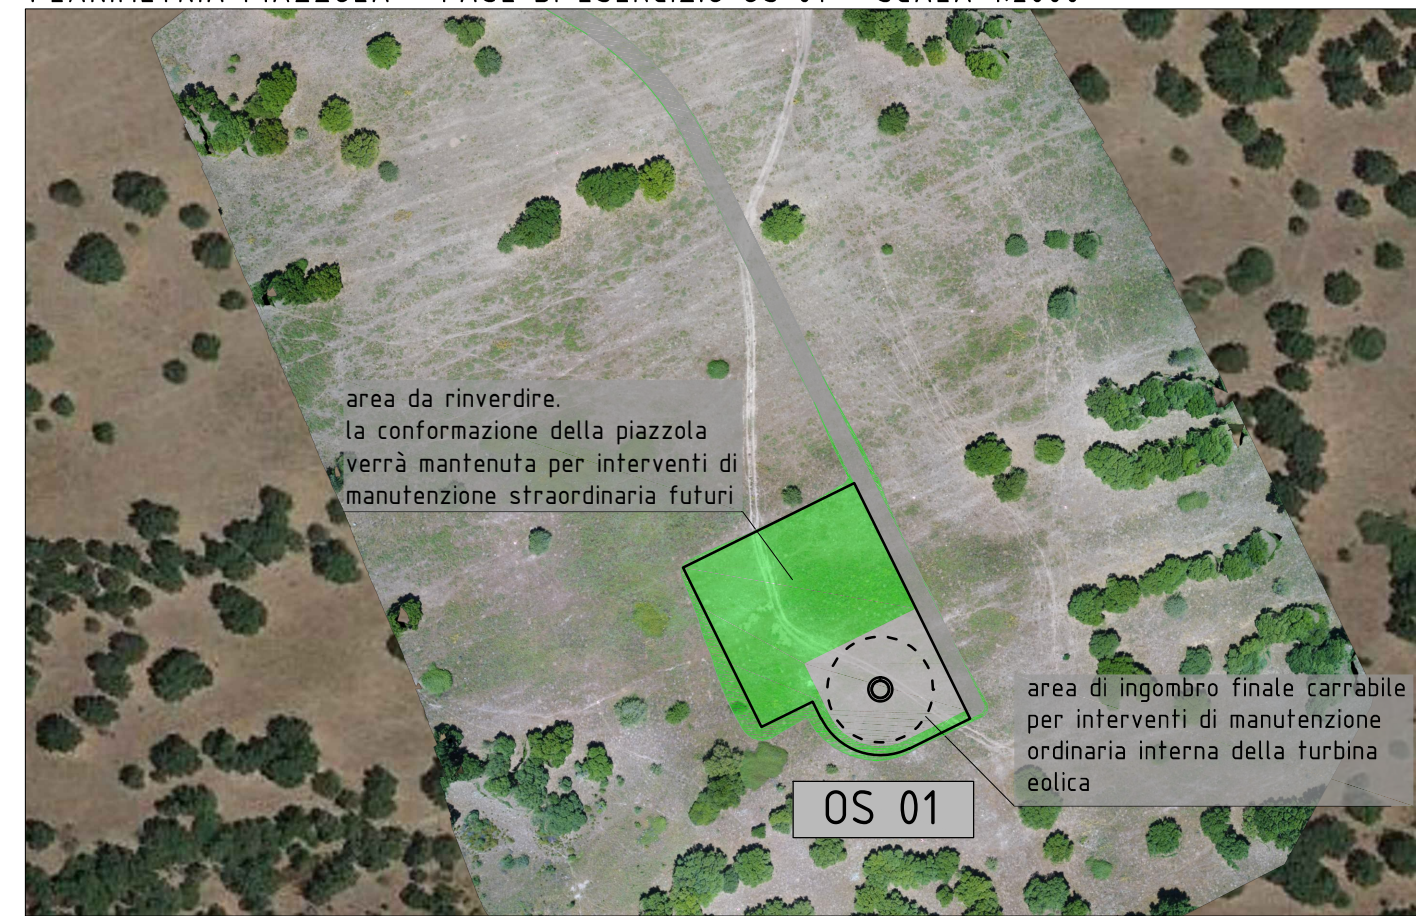 area da rinverdire.
la conformazione della piazzola
verrà mantenuta per interventi di
manutenzione straordinaria futuri
area di ingombro finale carrabile
per interventi di manutenzione
ordinaria interna della turbina
eolica
OS 01